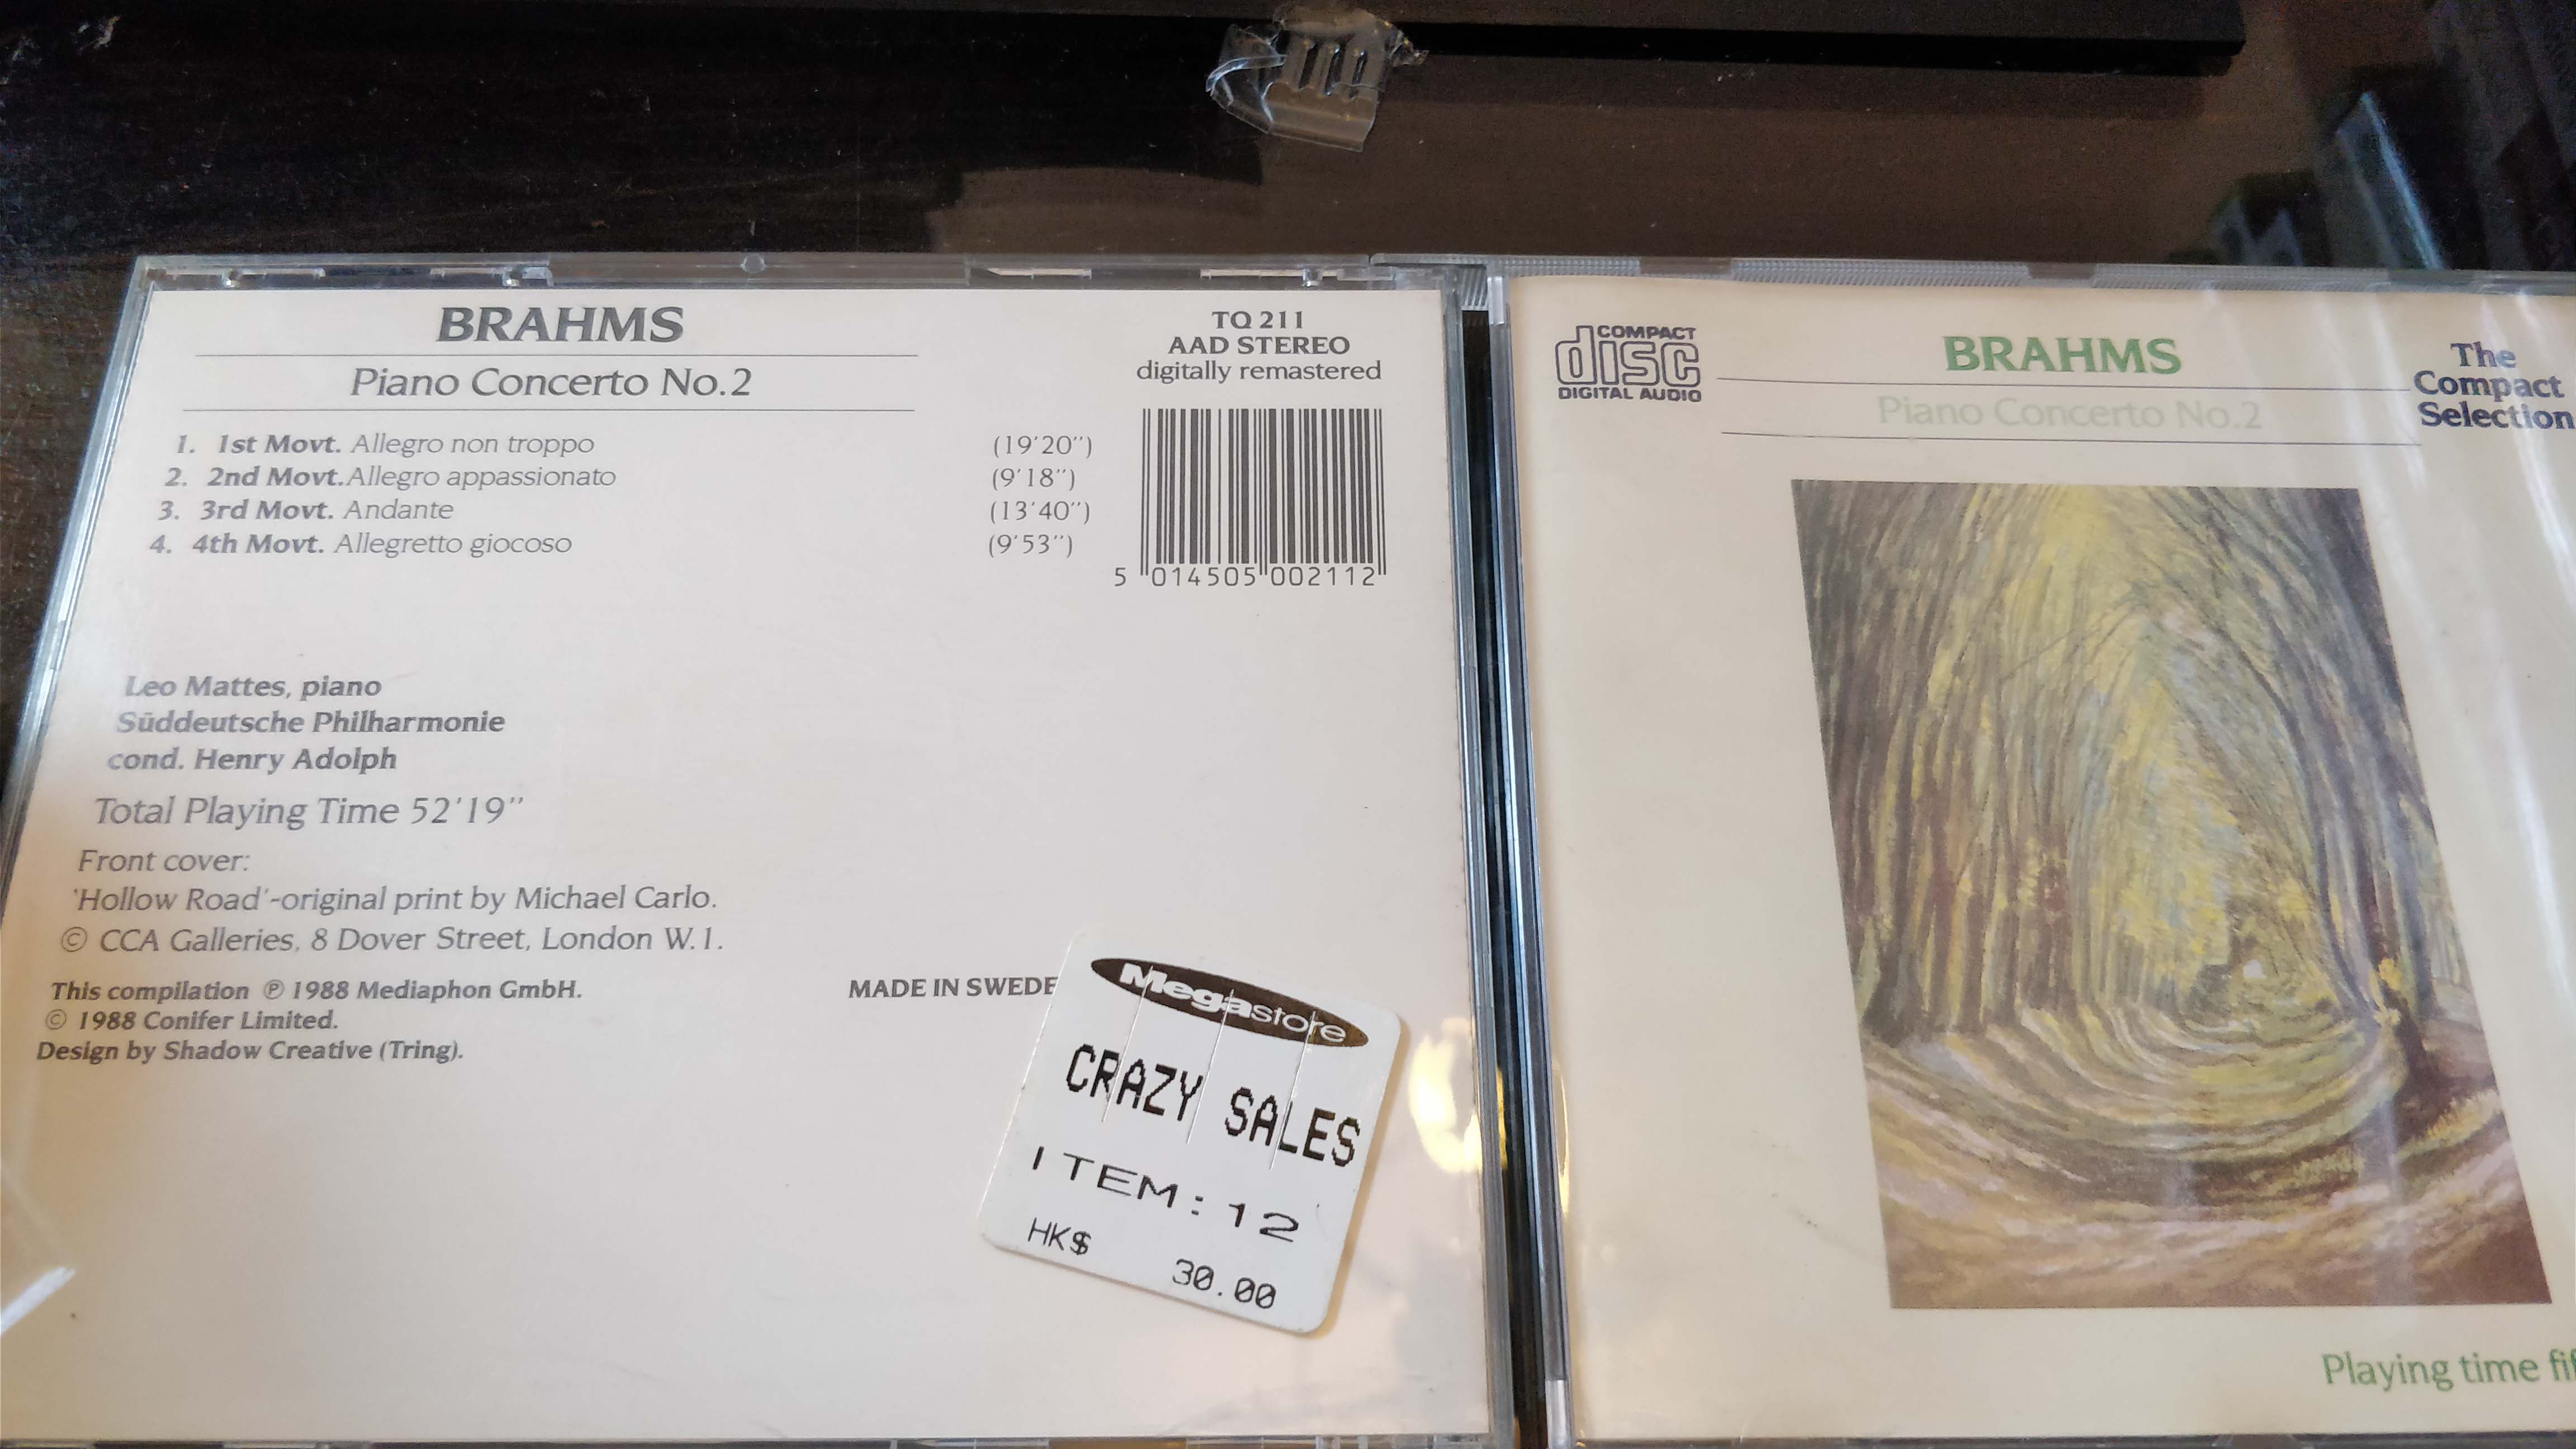 BRAHMS
Piano Concerto No.2
1. 1st Movt. Allegro non troppo (19'20")
2. 2nd Movt. Allegro appassionato (9'18")
3. 3rd Movt. Andante (13'40")
4. 4th Movt. Allegretto giocoso (9'53")
TQ 211
AAD STEREO
digitally remastered
5 014505 002112
Leo Mattes, piano
Süddeutsche Philharmonie
cond. Henry Adolph
Total Playing Time 52'19"
Front cover:
'Hollow Road'-original print by Michael Carlo.
© CCA Galleries, 8 Dover Street, London W.1.
This compilation ℗ 1988 Mediaphon GmbH.
© 1988 Conifer Limited.
Design by Shadow Creative (Tring).
MADE IN SWEDE
Megastore
CRAZY SALES
ITEM: 12
HK$ 30.00
COMPACT
disc
DIGITAL AUDIO
BRAHMS
Piano Concerto No.2
The
Compact
Selection
Playing time